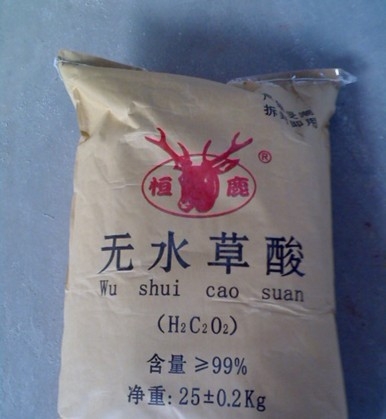 恒鹿
®
无水草酸
Wu shui cao suan
(H₂C₂O₂)
含量≥99%
净重:25±0.2Kg